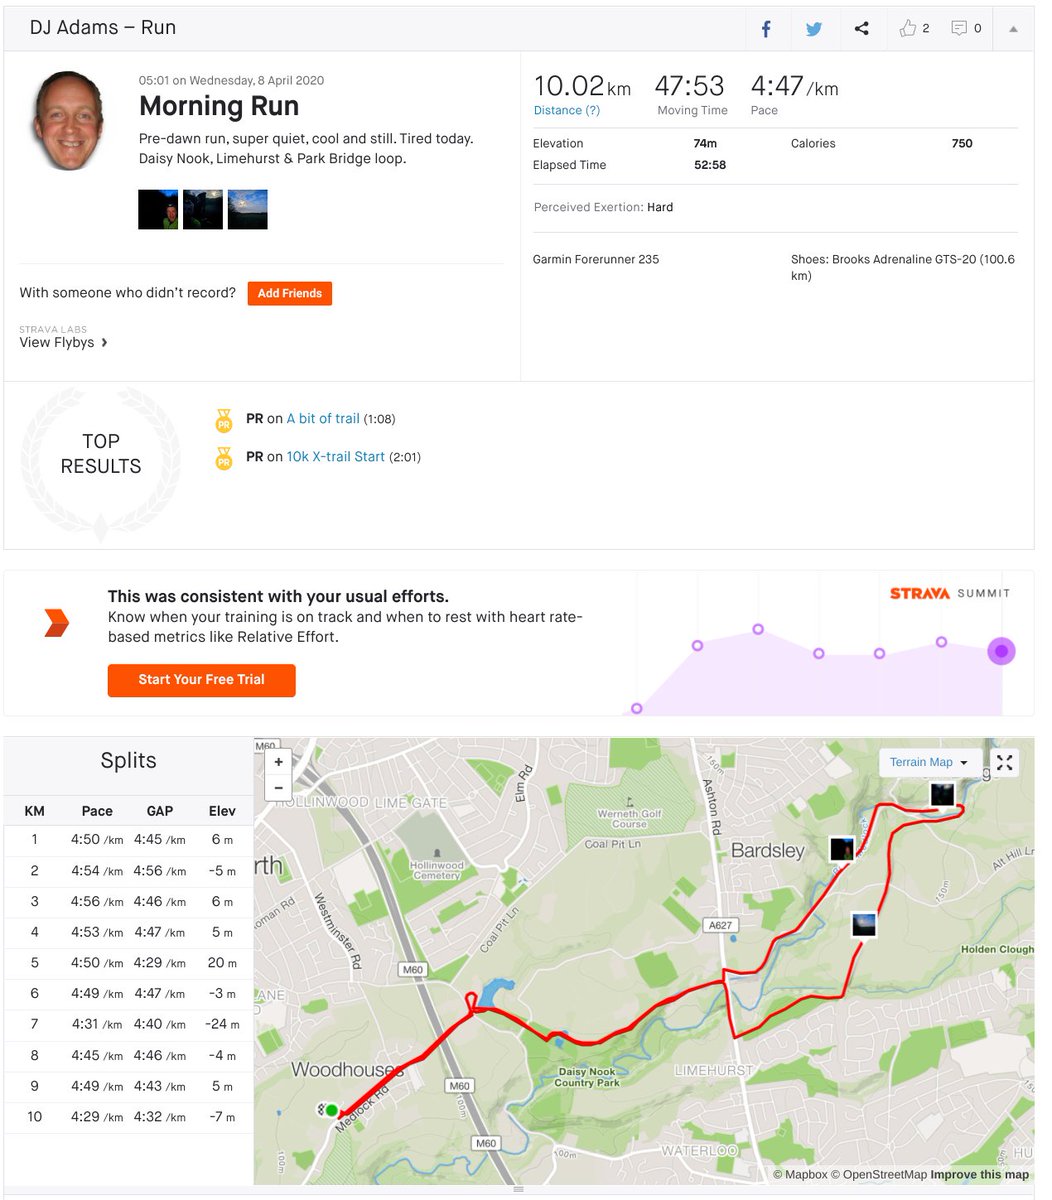 DJ Adams – Run
2
0
05:01 on Wednesday, 8 April 2020
Morning Run
Pre-dawn run, super quiet, cool and still. Tired today.
Daisy Nook, Limehurst & Park Bridge loop.
With someone who didn't record?
Add Friends
STRAVA LABS
View Flybys
10.02km
47:53
4:47/km
Distance (?)
Moving Time
Pace
Elevation
74m
Calories
750
Elapsed Time
52:58
Perceived Exertion: Hard
Garmin Forerunner 235
Shoes: Brooks Adrenaline GTS-20 (100.6
km)
TOP
RESULTS
PR
PR on A bit of trail (1:08)
PR
PR on 10k X-trail Start (2:01)
This was consistent with your usual efforts.
Know when your training is on track and when to rest with heart rate-
based metrics like Relative Effort.
Start Your Free Trial
STRAVA SUMMIT
Splits
KM Pace GAP Elev
1 4:50 /km 4:45 /km 6 m
2 4:54 /km 4:56 /km -5 m
3 4:56 /km 4:46 /km 6 m
4 4:53 /km 4:47 /km 5 m
5 4:50 /km 4:29 /km 20 m
6 4:49 /km 4:47 /km -3 m
7 4:31 /km 4:40 /km -24 m
8 4:45 /km 4:46 /km -4 m
9 4:49 /km 4:43 /km 5 m
10 4:29 /km 4:32 /km -7 m
M60
+
−
Terrain Map
150m
HOLLINWOOD
LIME GATE
Elm Rd
Ashton Rd
Werneth Golf
Course
Coal Pit Ln
Bardsley
Hollinwood
Cemetery
rth
Alt Hill Ln
150m
oman Rd
Westminster Rd
Coal Pit Ln
A627
Holden Clough
M60
ANE
Woodhouses
Daisy Nook
Country Park
LIMEHURST
M60
100m
Medlock Rd
M60
100m
100m
WATERLOO
HU
© Mapbox © OpenStreetMap Improve this map